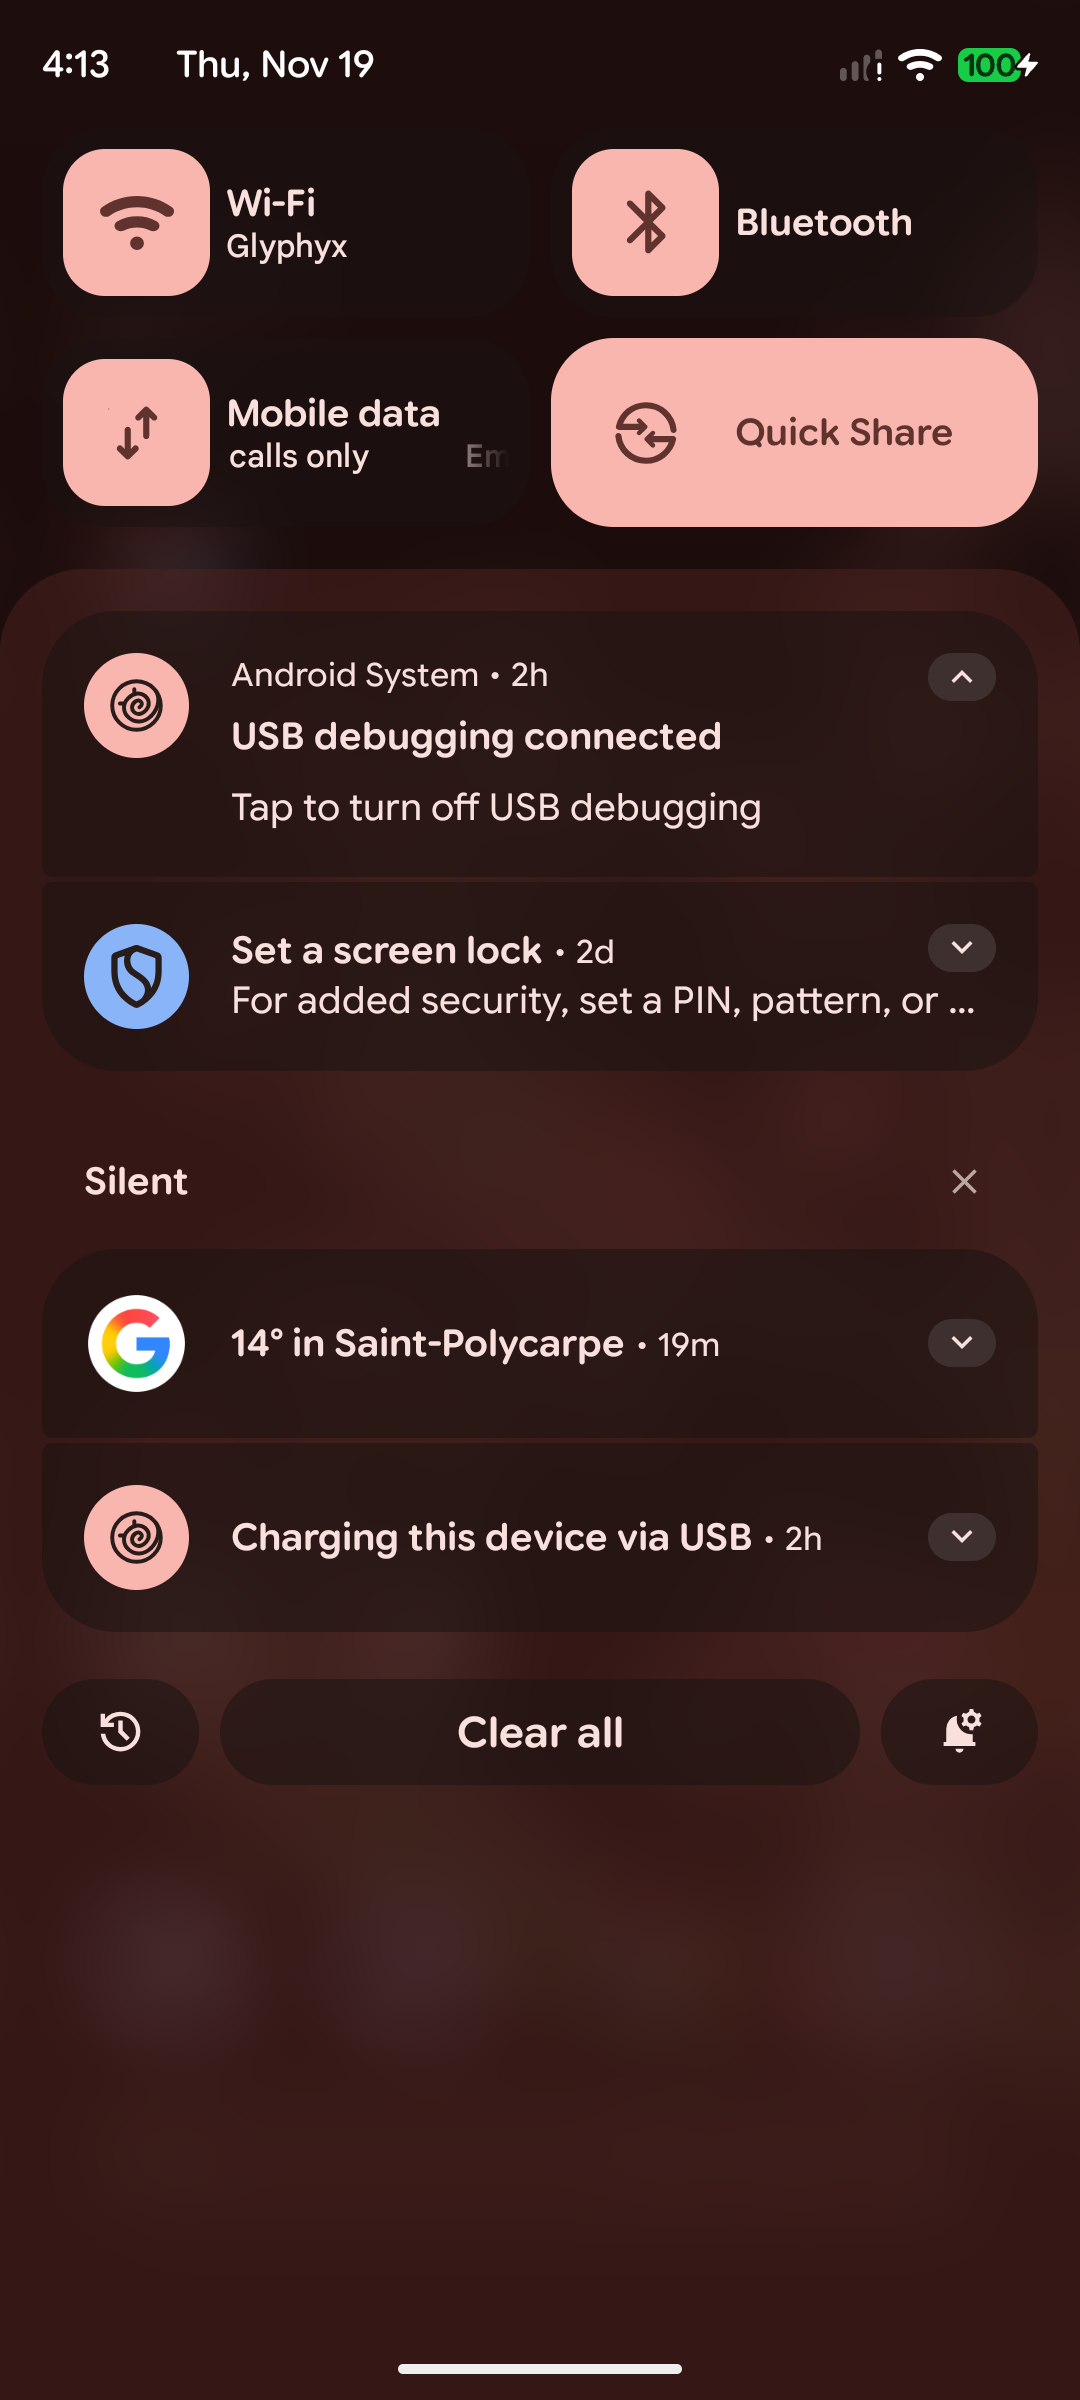 4:13 Thu, Nov 19 100
Wi-Fi
Glyphyx
Bluetooth
Mobile data
calls only Em
Quick Share
Android System • 2h
USB debugging connected
Tap to turn off USB debugging
Set a screen lock • 2d
For added security, set a PIN, pattern, or ...
Silent
14° in Saint-Polycarpe • 19m
Charging this device via USB • 2h
Clear all